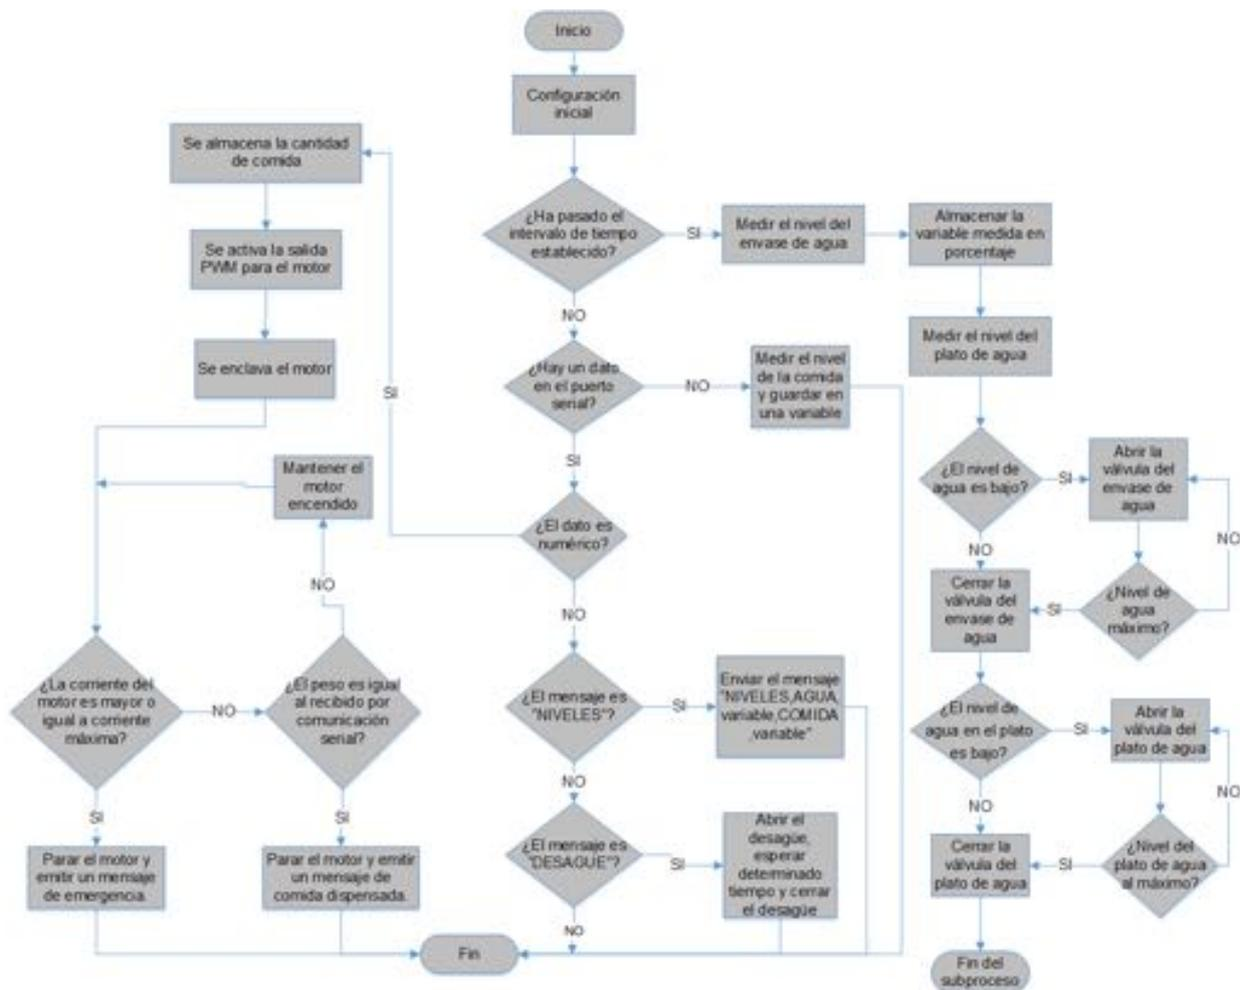 Inicio
Configuración
inicial
¿Ha pasado el
intervalo de tiempo
establecido?
SI
Medir el nivel del
envase de agua
Almacenar la
variable medida en
porcentaje
Medir el nivel del
plato de agua
¿El nivel de
agua es bajo?
SI
Abrir la
válvula del
envase de
agua
NO
¿Nivel de
agua
máximo?
SI
NO
Cerrar la
válvula del
envase de
agua
¿El nivel de
agua en el plato
es bajo?
SI
Abrir la
válvula del
plato de agua
NO
¿Nivel del
plato de agua
al máximo?
SI
NO
Cerrar la
válvula del
plato de agua
Fin del
subproceso
NO
¿Hay un dato
en el puerto
serial?
NO
Medir el nivel
de la comida
y guardar en
una variable
SI
¿El dato es
numérico?
SI
Se almacena la cantidad
de comida
Se activa la salida
PWM para el motor
Se enclava el motor
Mantener el
motor
encendido
NO
¿La corriente del
motor es mayor o
igual a corriente
máxima?
NO
¿El peso es igual
al recibido por
comunicación
serial?
SI
SI
Parar el motor y
emitir un mensaje
de emergencia.
Parar el motor y emitir
un mensaje de
comida dispensada.
NO
¿El mensaje es
"NIVELES"?
SI
Enviar el mensaje
"NIVELES,AGUA,
variable,COMIDA
,variable"
NO
¿El mensaje es
"DESAGUE"?
SI
Abrir el
desagüe,
esperar
determinado
tiempo y cerrar
el desagüe
NO
Fin